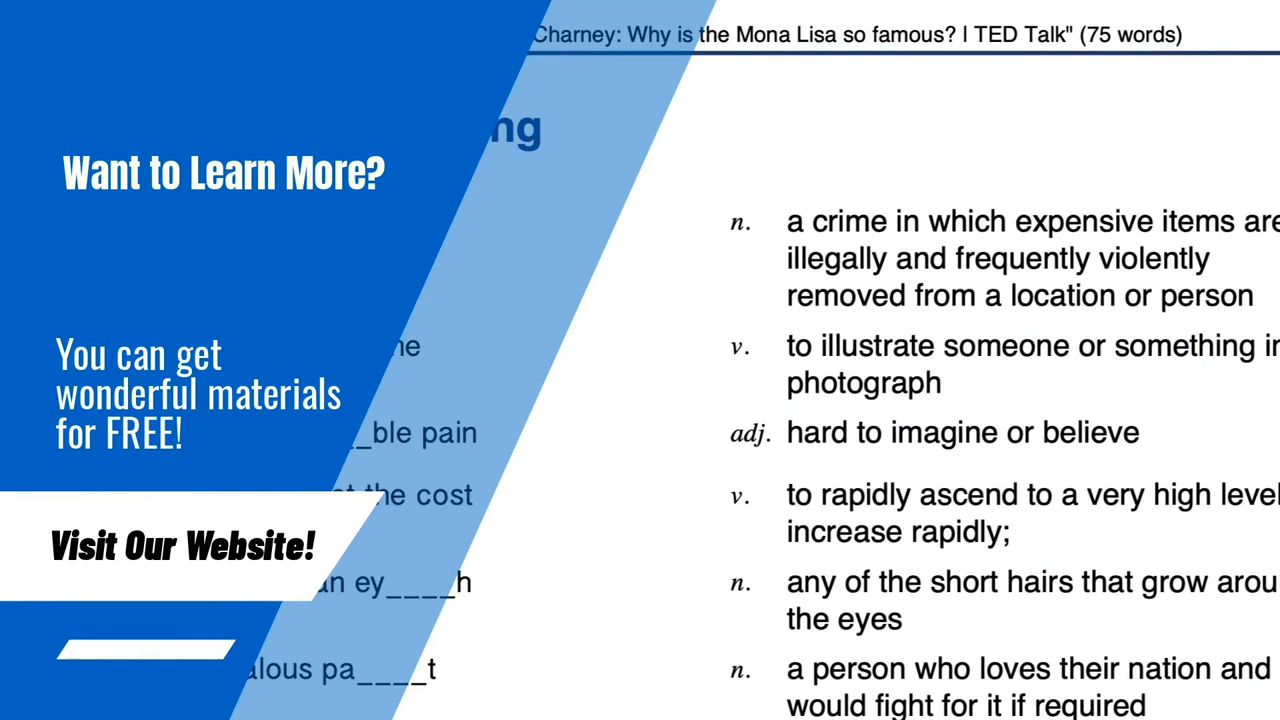 Charney: Why is the Mona Lisa so famous? | TED Talk" (75 words)
ng
Want to Learn More?
You can get
wonderful materials
for FREE!
Visit Our Website!
n. a crime in which expensive items are
illegally and frequently violently
removed from a location or person
he v. to illustrate someone or something in
photograph
_ble pain adj. hard to imagine or believe
the cost v. to rapidly ascend to a very high level
increase rapidly;
an ey____h n. any of the short hairs that grow arou
the eyes
alous pa____t n. a person who loves their nation and
would fight for it if required